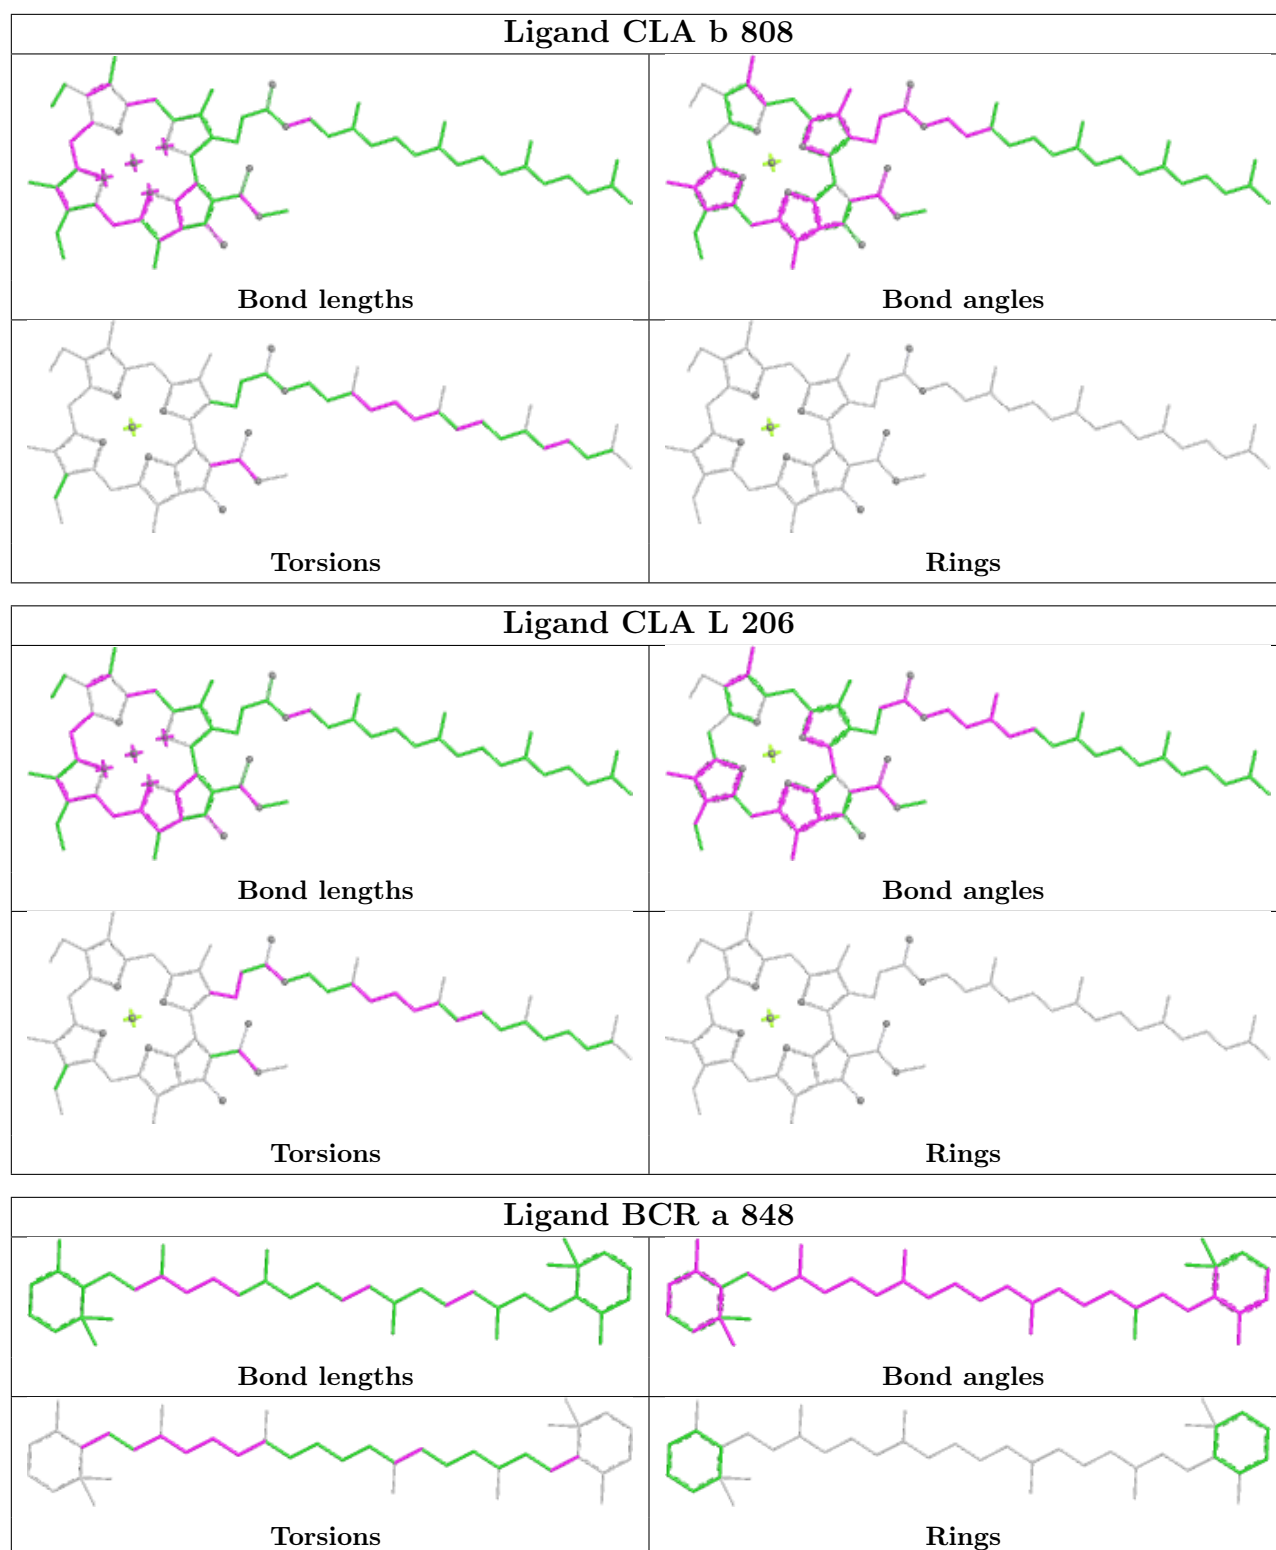 Ligand CLA b 808
Bond lengths
Bond angles
Torsions
Rings
Ligand CLA L 206
Bond lengths
Bond angles
Torsions
Rings
Ligand BCR a 848
Bond lengths
Bond angles
Torsions
Rings